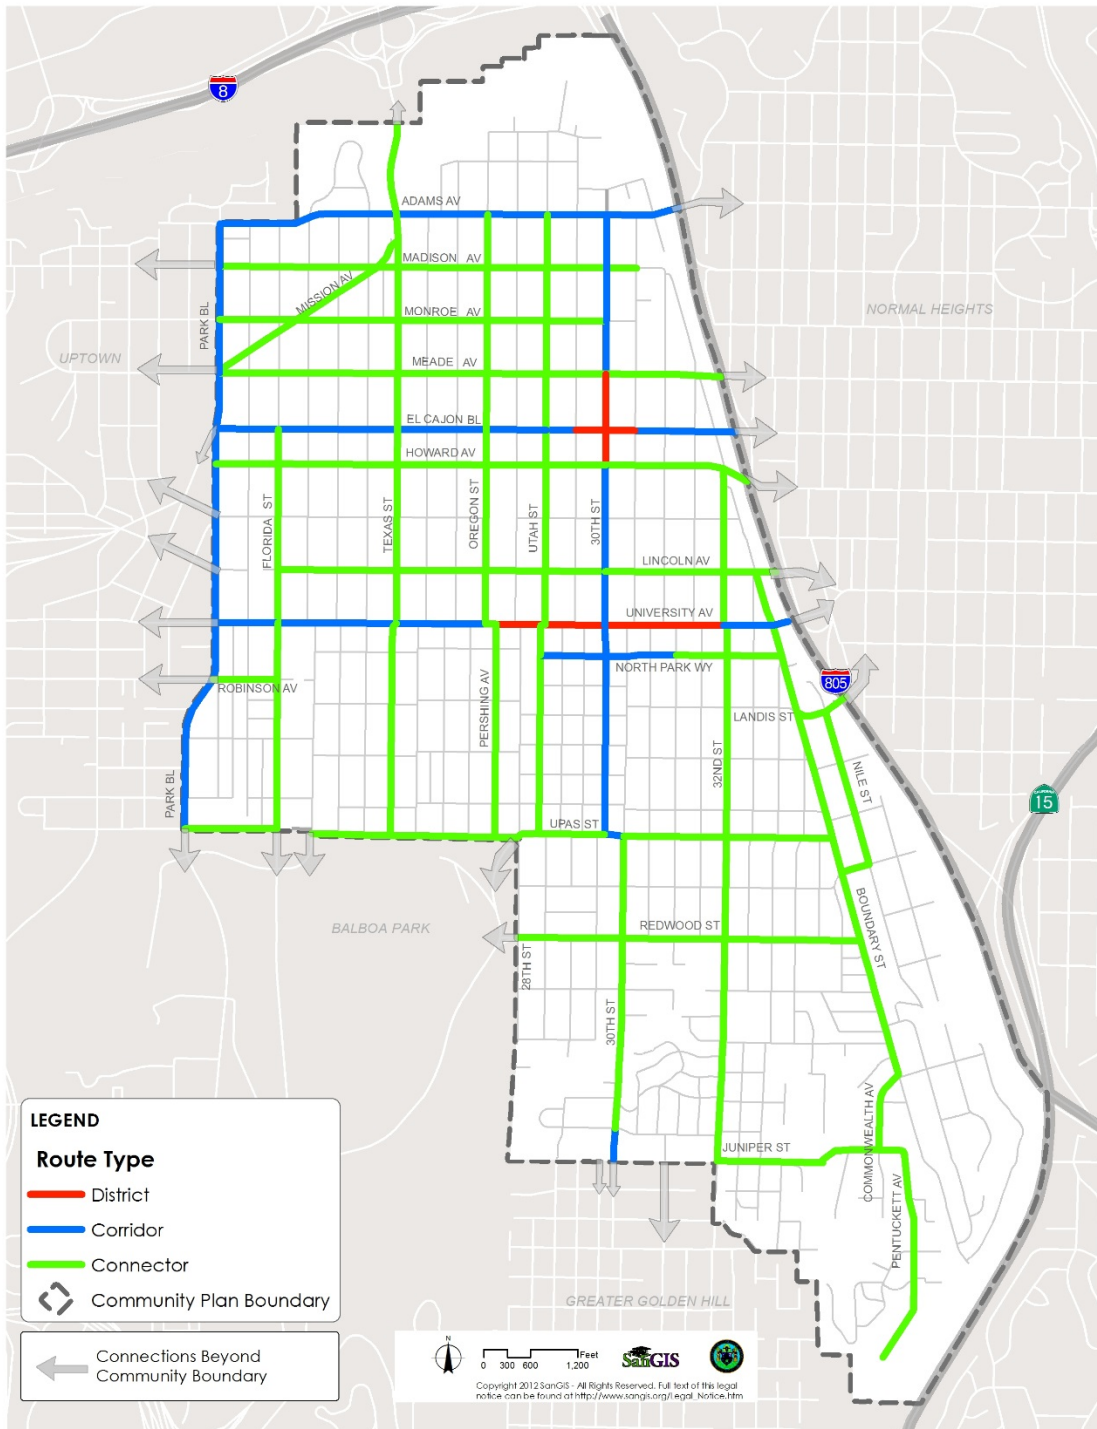 8
ADAMS AV
MADISON AV
MISSION AV
MONROE AV
NORMAL HEIGHTS
PARK BL
UPTOWN
MEADE AV
EL CAJON BL
HOWARD AV
FLORIDA ST
TEXAS ST
OREGON ST
UTAH ST
30TH ST
LINCOLN AV
UNIVERSITY AV
NORTH PARK WY
ROBINSON AV
805
PERSHING AV
LANDIS ST
32ND ST
NILE ST
PARK BL
CALIFORNIA
15
UPAS ST
BOUNDARY ST
BALBOA PARK
REDWOOD ST
28TH ST
30TH ST
COMMONWEALTH AV
JUNIPER ST
PENTUCKETT AV
GREATER GOLDEN HILL
LEGEND
Route Type
District
Corridor
Connector
Community Plan Boundary
Connections Beyond
Community Boundary
N
Feet
0 300 600 1,200
SanGIS
Copyright 2012 SanGIS - All Rights Reserved. Full text of this legal
notice can be found at http://www.sangis.org/Legal_Notice.htm